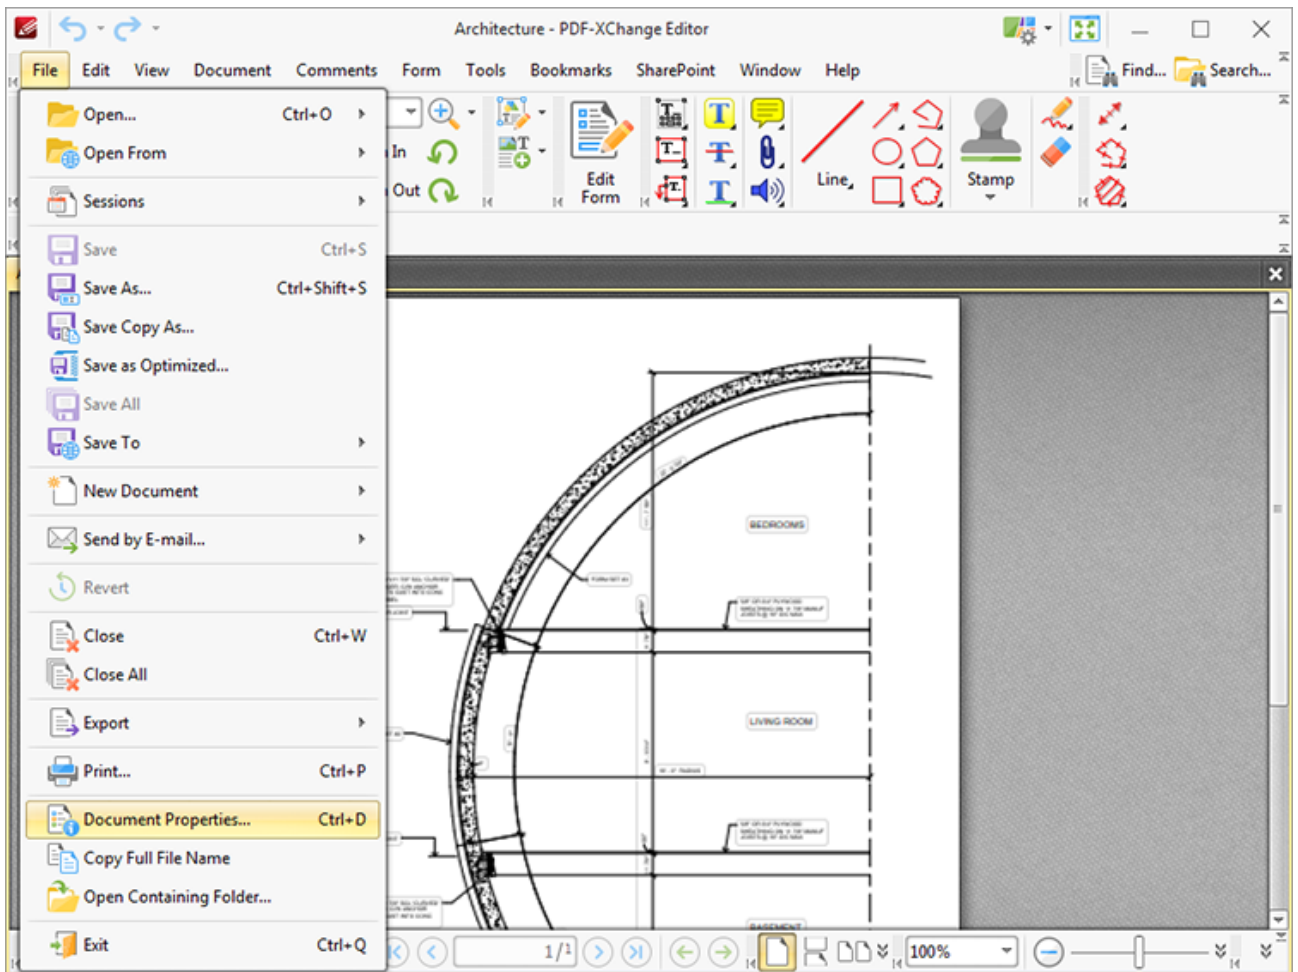 Architecture - PDF-XChange Editor
File Edit View Document Comments Form Tools Bookmarks SharePoint Window Help Find... Search...
Open... Ctrl+O
Open From
Sessions
Save Ctrl+S
Save As... Ctrl+Shift+S
Save Copy As...
Save as Optimized...
Save All
Save To
New Document
Send by E-mail...
Revert
Close Ctrl+W
Close All
Export
Print... Ctrl+P
Document Properties... Ctrl+D
Copy Full File Name
Open Containing Folder...
Exit Ctrl+Q
In
Out
Edit
Form
Line
Stamp
BEDROOMS
LIVING ROOM
BASEMENT
1/1
100%